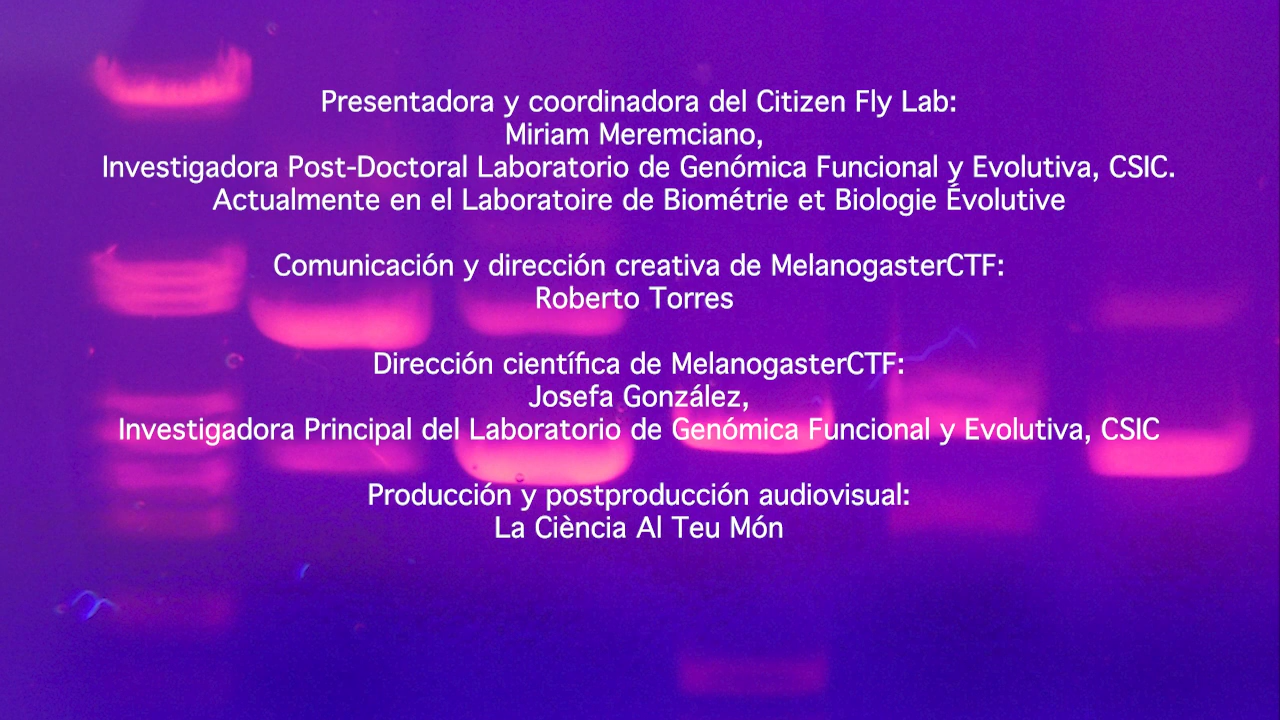 Presentadora y coordinadora del Citizen Fly Lab:
Miriam Meremciano,
Investigadora Post-Doctoral Laboratorio de Genómica Funcional y Evolutiva, CSIC.
Actualmente en el Laboratoire de Biométrie et Biologie Évolutive
Comunicación y dirección creativa de MelanogasterCTF:
Roberto Torres
Dirección científica de MelanogasterCTF:
Josefa González,
Investigadora Principal del Laboratorio de Genómica Funcional y Evolutiva, CSIC
Producción y postproducción audiovisual:
La Ciència Al Teu Món